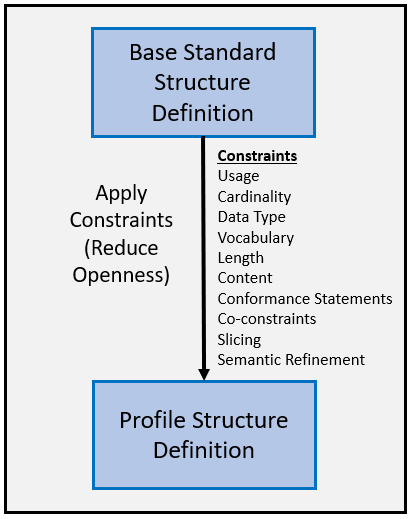 Base Standard
Structure
Definition
Apply
Constraints
(Reduce
Openness)
Constraints
Usage
Cardinality
Data Type
Vocabulary
Length
Content
Conformance Statements
Co-constraints
Slicing
Semantic Refinement
Profile Structure
Definition